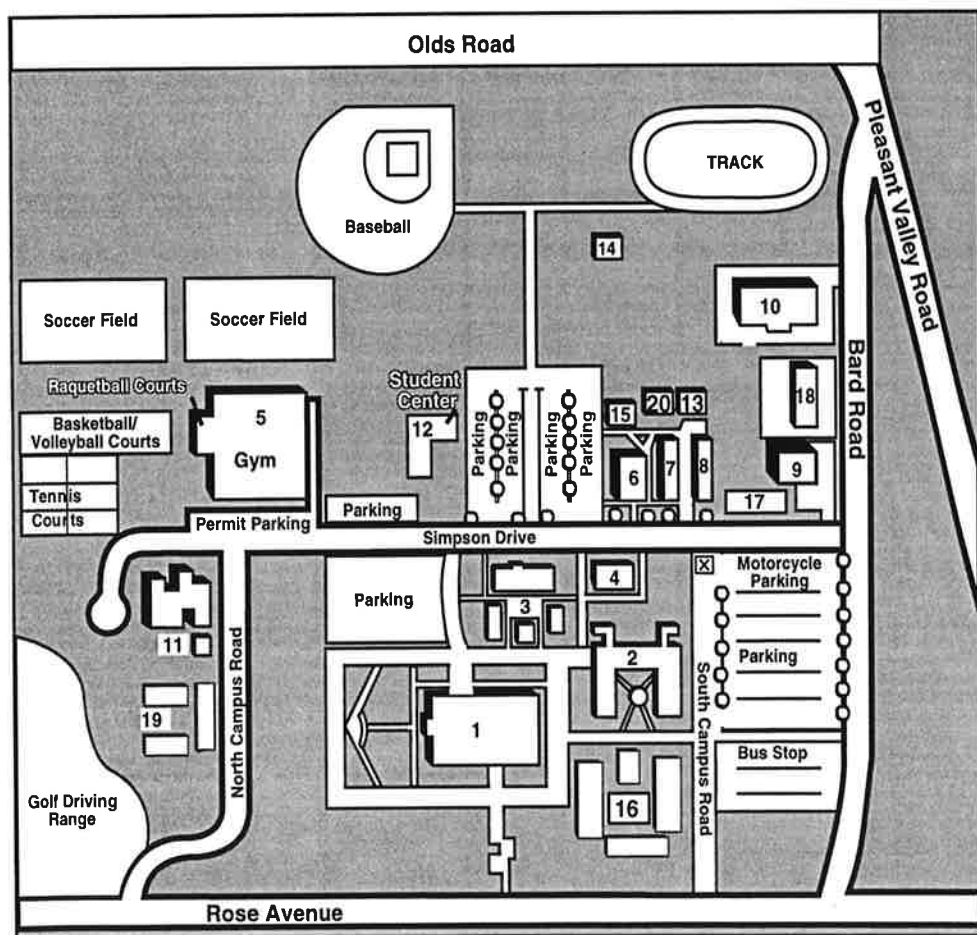 Olds Road
Pleasant Valley Road
TRACK
Baseball
14
10
Soccer Field
Soccer Field
Bard Road
Raquetball Courts
Student
Center
5
Gym
12
Parking
Parking
Parking
Parking
15
20
13
18
Basketball/
Volleyball Courts
6
7
8
9
Tennis
Courts
17
Permit Parking
Parking
Simpson Drive
X
Motorcycle
Parking
4
Parking
3
11
2
Parking
19
North Campus Road
1
South Campus Road
Bus Stop
Golf Driving
Range
16
Rose Avenue